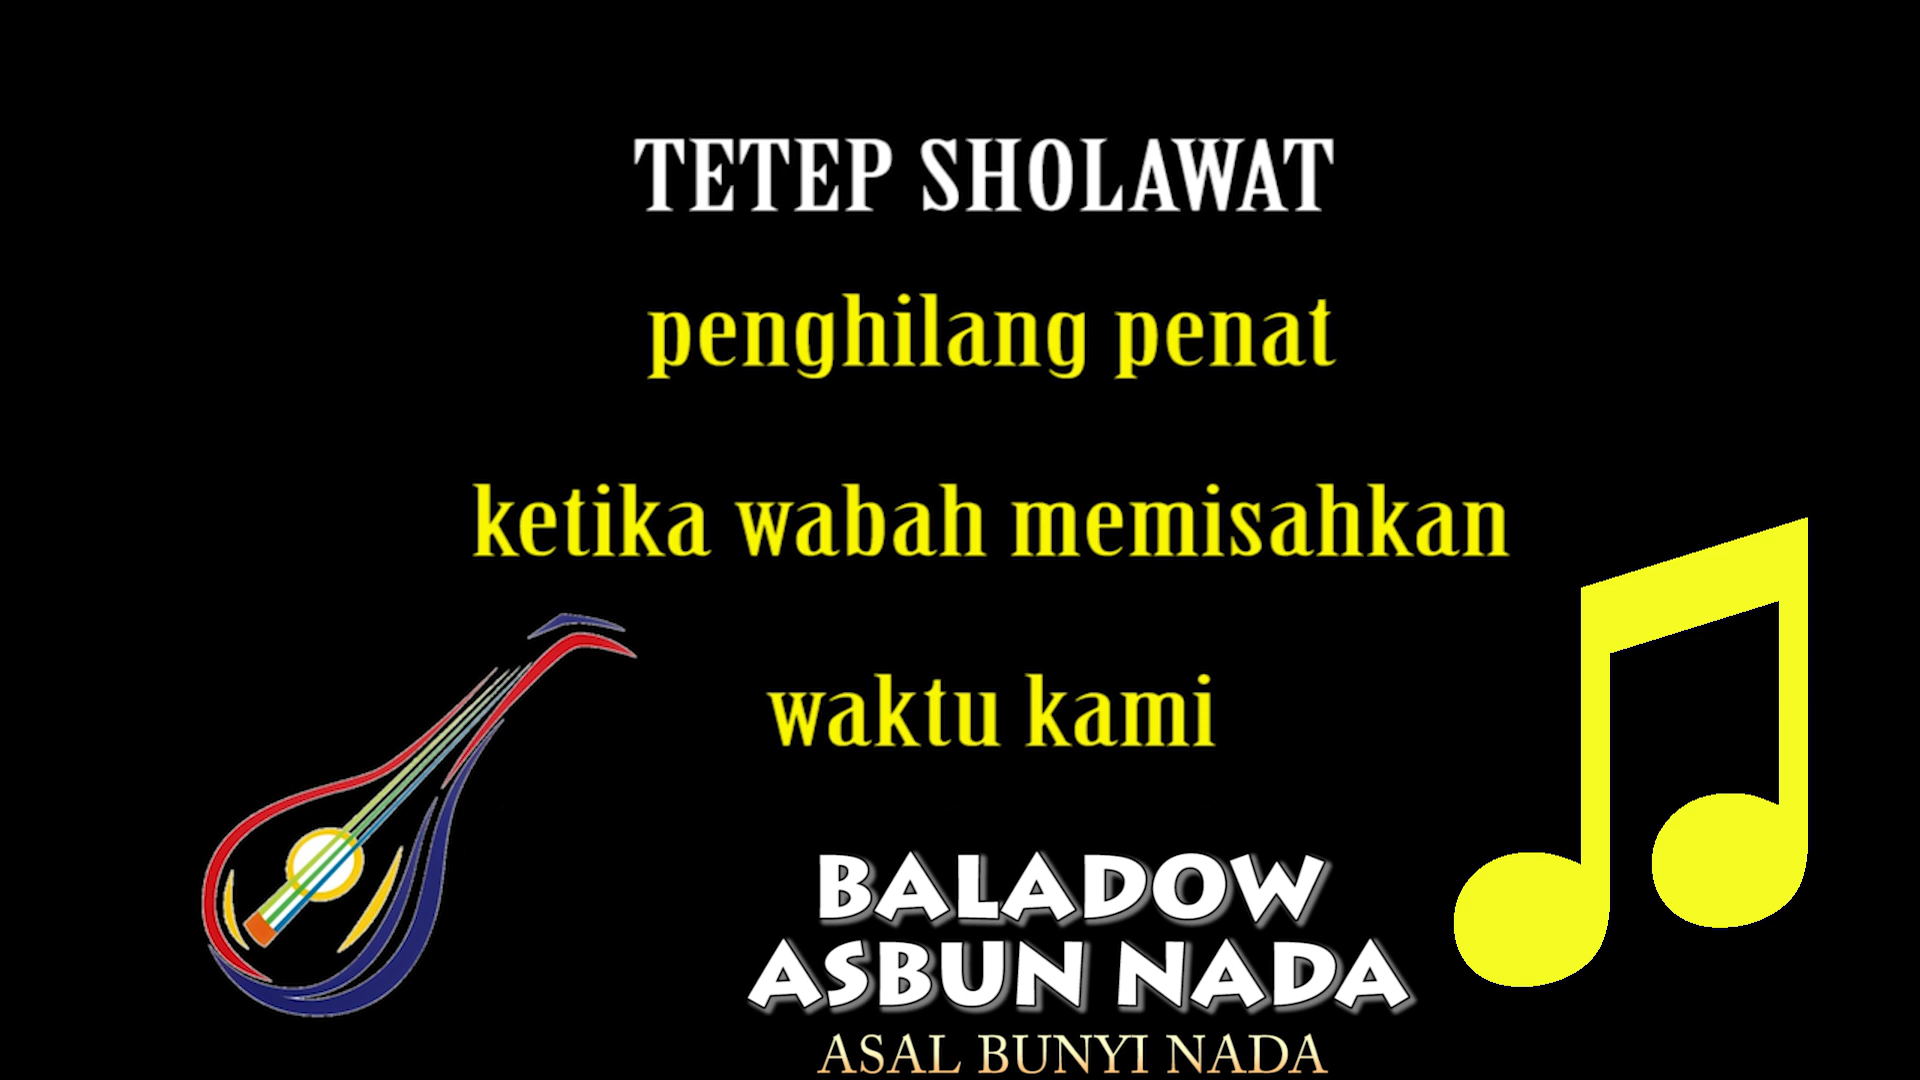 TETEP SHOLAWAT
penghilang penat
ketika wabah memisahkan
waktu kami
BALADOW
ASBUN NADA
ASAL BUNYI NADA